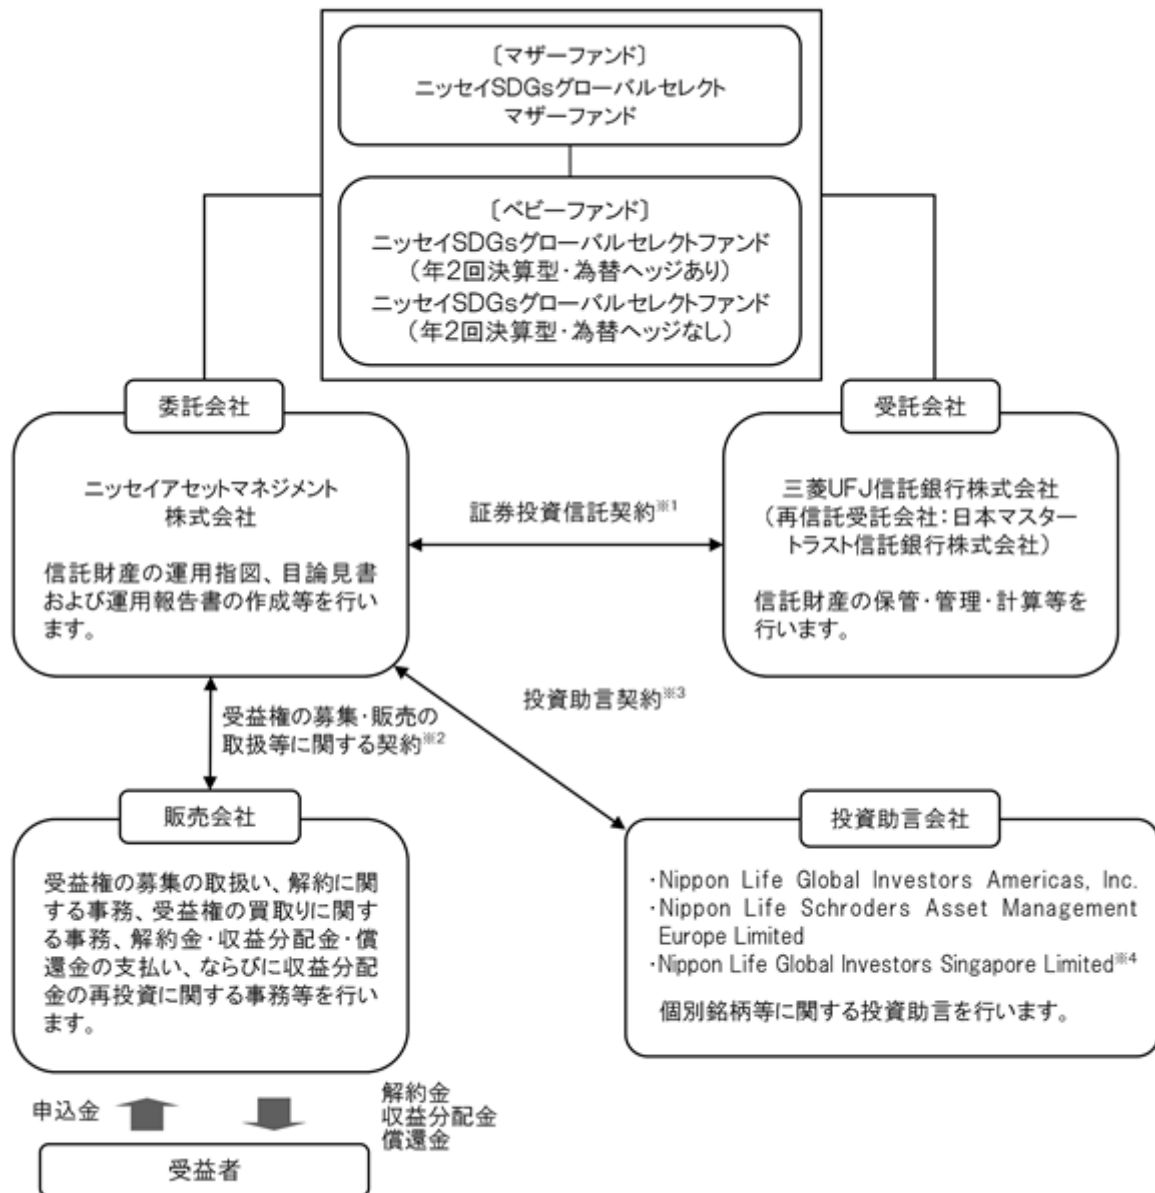 〔マザーファンド〕
ニッセイSDGsグローバルセレクト
マザーファンド
〔ベビーファンド〕
ニッセイSDGsグローバルセレクトファンド
（年2回決算型・為替ヘッジあり）
ニッセイSDGsグローバルセレクトファンド
（年2回決算型・為替ヘッジなし）
委託会社
ニッセイアセットマネジメント
株式会社
信託財産の運用指図、目論見書
および運用報告書の作成等を行い
ます。
証券投資信託契約※1
受託会社
三菱UFJ信託銀行株式会社
（再信託受託会社：日本マスター
トラスト信託銀行株式会社）
信託財産の保管・管理・計算等を
行います。
受益権の募集・販売の
取扱等に関する契約※2
投資助言契約※3
販売会社
受益権の募集の取扱い、解約に関
する事務、受益権の買取りに関す
る事務、解約金・収益分配金・償
還金の支払い、ならびに収益分配
金の再投資に関する事務等を行い
ます。
投資助言会社
・Nippon Life Global Investors Americas, Inc.
・Nippon Life Schroders Asset Management
Europe Limited
・Nippon Life Global Investors Singapore Limited※4
個別銘柄等に関する投資助言を行います。
申込金
解約金
収益分配金
償還金
受益者